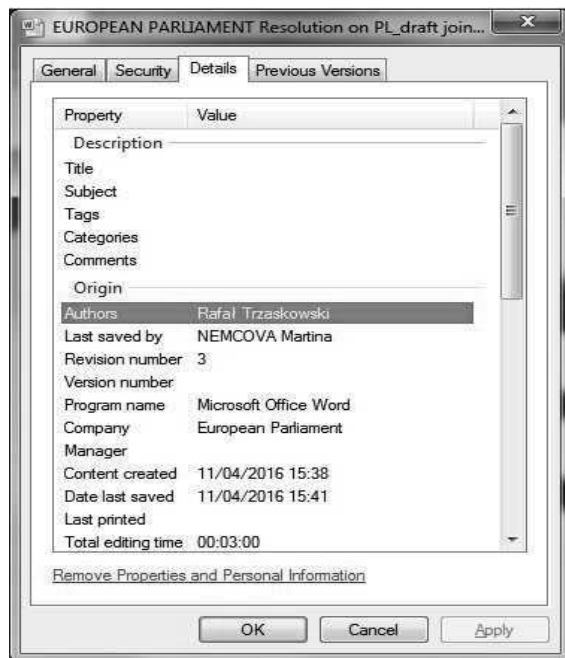 EUROPEAN PARLIAMENT Resolution on PL_draft join...
General Security Details Previous Versions
Property Value
Description
Title
Subject
Tags
Categories
Comments
Origin
Authors Rafał Trzaskowski
Last saved by NEMCOVA Martina
Revision number 3
Version number
Program name Microsoft Office Word
Company European Parliament
Manager
Content created 11/04/2016 15:38
Date last saved 11/04/2016 15:41
Last printed
Total editing time 00:03:00
Remove Properties and Personal Information
OK Cancel Apply